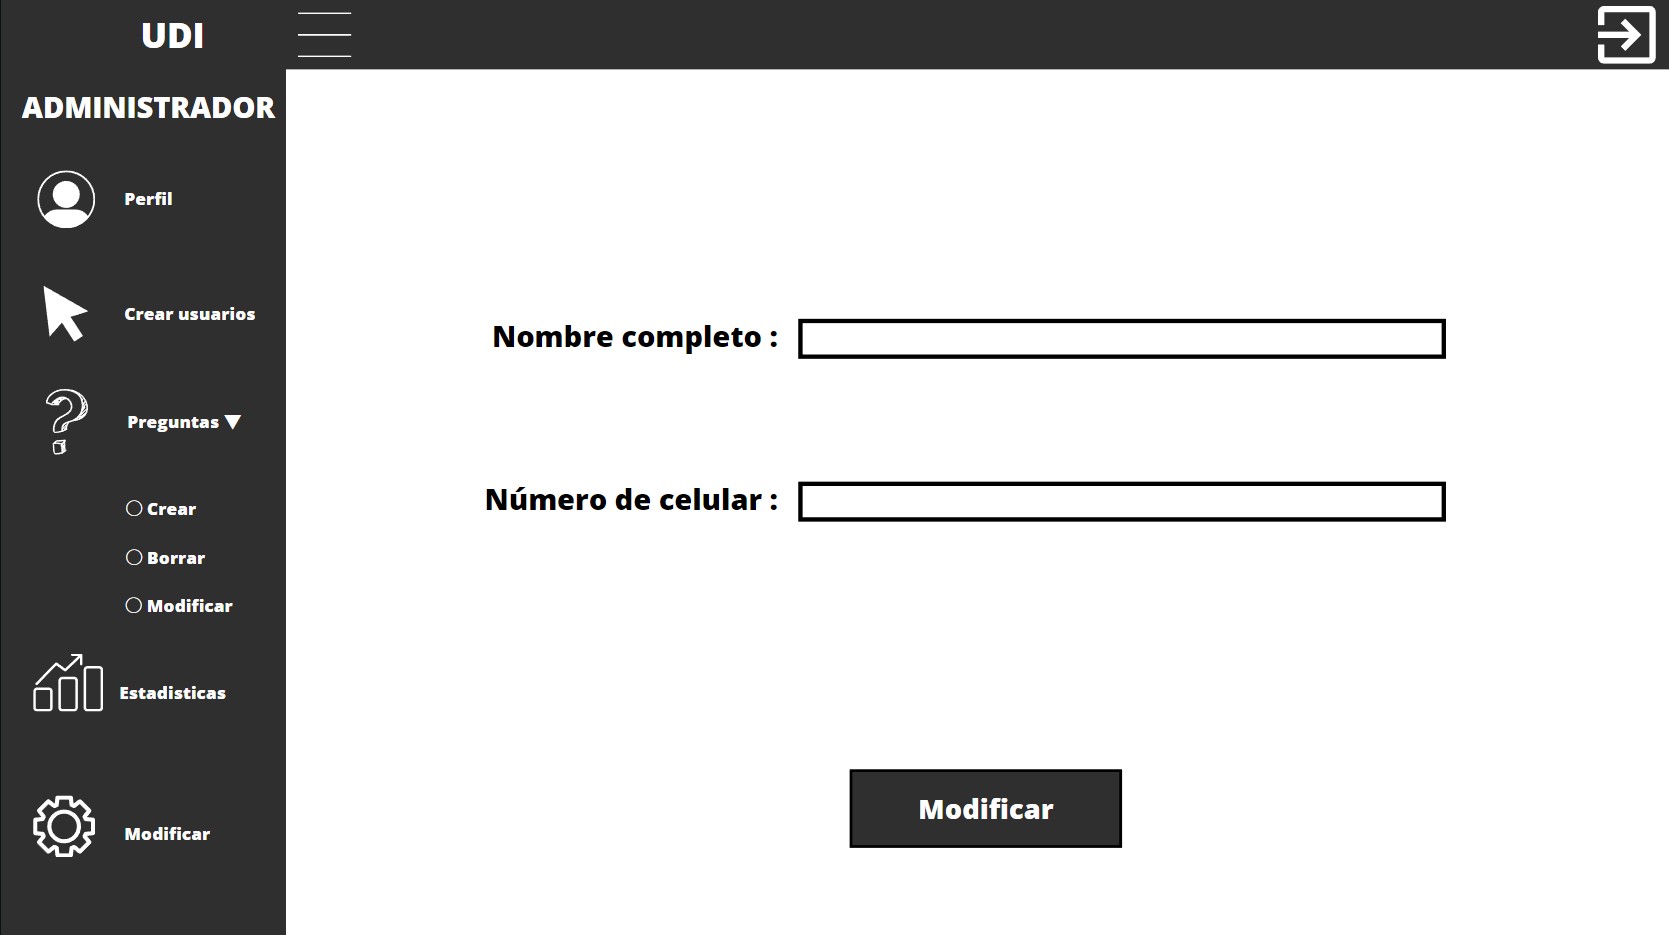 UDI
ADMINISTRADOR
Perfil
Crear usuarios
Preguntas ▼
○ Crear
○ Borrar
○ Modificar
Estadisticas
Modificar
Nombre completo :
Número de celular :
Modificar